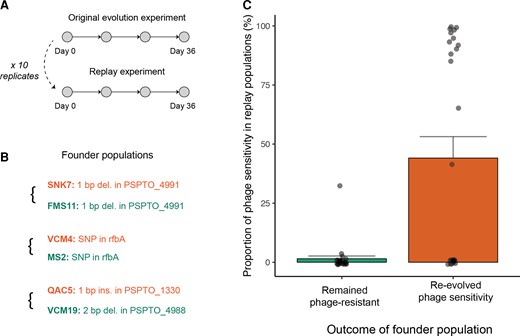 A
Original evolution experiment
Day 0
Day 36
x 10
replicates
Replay experiment
Day 0
Day 36
B
Founder populations
{
SNK7: 1 bp del. in PSPTO_4991
FMS11: 1 bp del. in PSPTO_4991
{
VCM4: SNP in rfbA
MS2: SNP in rfbA
{
QAC5: 1 bp ins. in PSPTO_1330
VCM19: 2 bp del. in PSPTO_4988
C
Proportion of phage sensitivity in replay populations (%)
100
75
50
25
0
Remained
phage-resistant
Re-evolved
phage sensitivity
Outcome of founder population